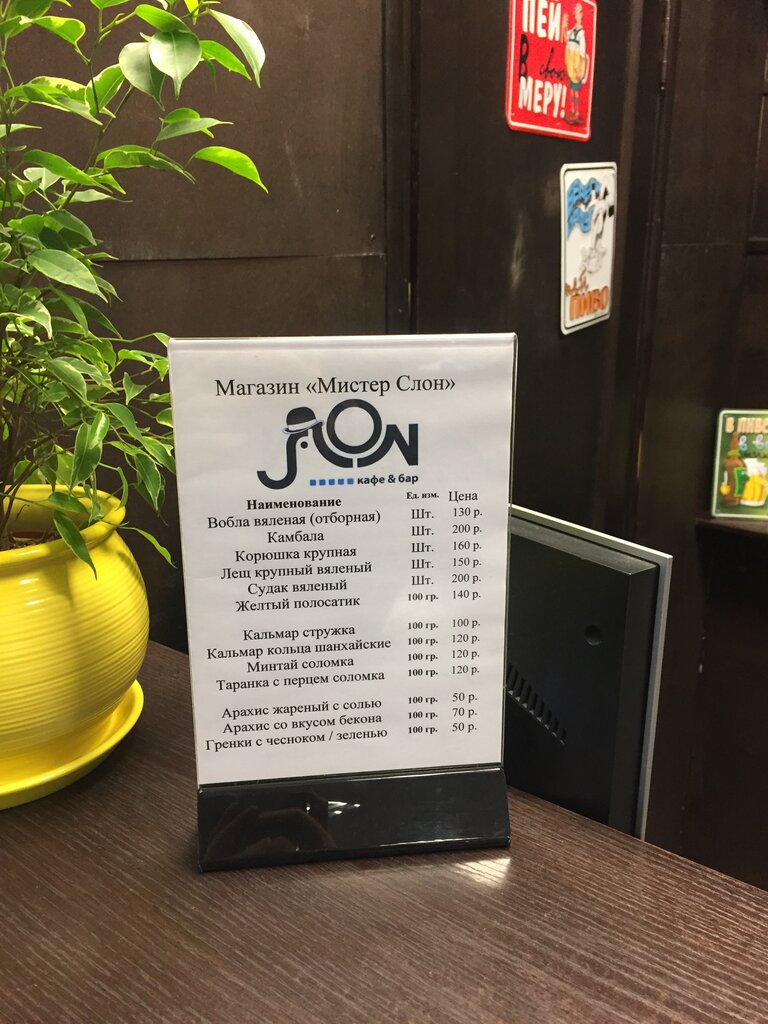 ПЕЙ
В свою
МЕРУ!
ПИВО
В ПИВЕ
Магазин «Мистер Слон»
SLON
кафе & бар
Наименование Ед. изм. Цена
Вобла вяленая (отборная) Шт. 130 р.
Камбала Шт. 200 р.
Корюшка крупная Шт. 160 р.
Лещ крупный вяленый Шт. 150 р.
Судак вяленый Шт. 200 р.
Желтый полосатик 100 гр. 140 р.
Кальмар стружка 100 гр. 100 р.
Кальмар кольца шанхайские 100 гр. 120 р.
Минтай соломка 100 гр. 120 р.
Таранка с перцем соломка 100 гр. 120 р.
Арахис жареный с солью 100 гр. 50 р.
Арахис со вкусом бекона 100 гр. 70 р.
Гренки с чесноком / зеленью 100 гр. 50 р.